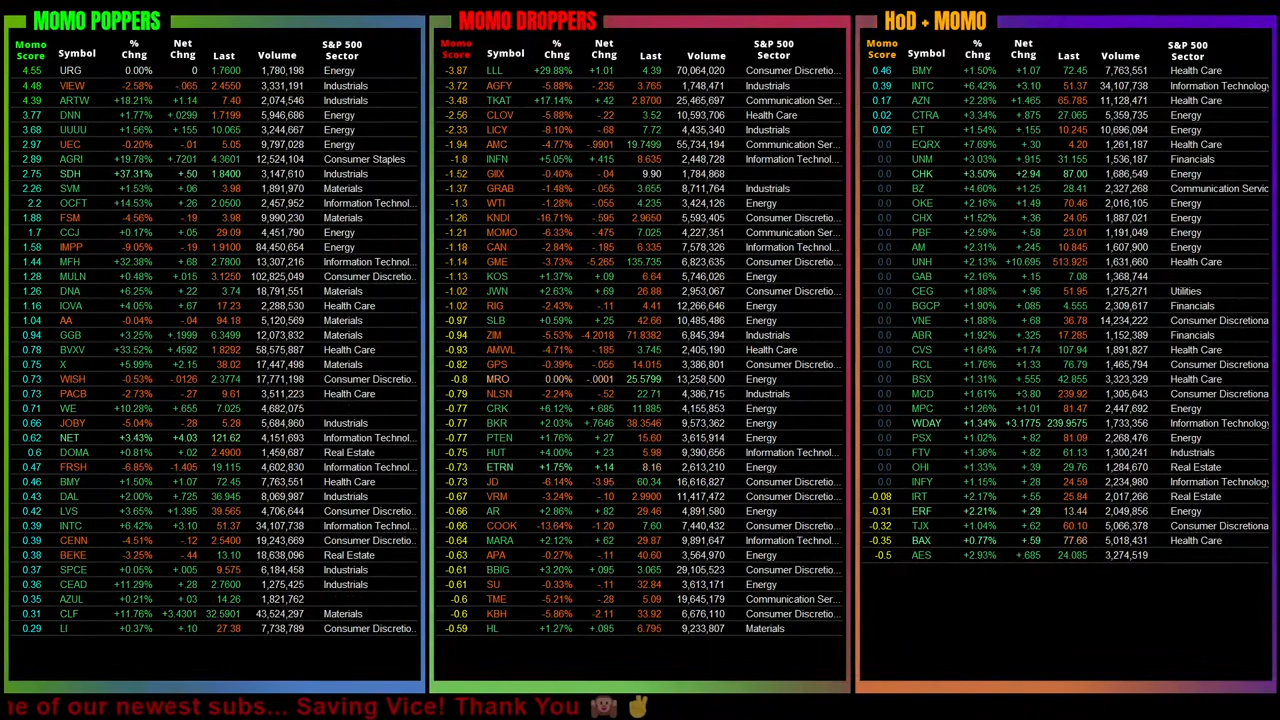 MOMO POPPERS
Momo Score Symbol % Chng Net Chng Last Volume S&P 500 Sector
4.55 URG 0.00% 0 1.7600 1,780,198 Energy
4.48 VIEW -2.58% -.065 2.4550 3,331,191 Industrials
4.39 ARTW +18.21% +1.14 7.40 2,074,546 Industrials
3.77 DNN +1.77% +.0299 1.7199 5,946,686 Energy
3.68 UUUU +1.56% +.155 10.065 3,244,667 Energy
2.97 UEC -0.20% -.01 5.05 9,797,028 Energy
2.89 AGRI +19.78% +.7201 4.3601 12,524,104 Consumer Staples
2.75 SDH +37.31% +.50 1.8400 3,147,610 Industrials
2.26 SVM +1.53% +.06 3.98 1,891,970 Materials
2.2 OCFT +14.53% +.26 2.0500 2,457,952 Information Technol...
1.88 FSM -4.56% -.19 3.98 9,990,230 Materials
1.7 CCJ +0.17% +.05 29.09 4,451,790 Energy
1.58 IMPP -9.05% -.19 1.9100 84,450,654 Energy
1.44 MFH +32.38% +.68 2.7800 13,307,216 Information Technol...
1.28 MULN +0.48% +.015 3.1250 102,825,049 Consumer Discretio...
1.26 DNA +6.25% +.22 3.74 18,791,551 Materials
1.16 IOVA +4.05% +.67 17.23 2,288,530 Health Care
1.04 AA -0.04% -.04 94.18 5,120,569 Materials
0.94 GGB +3.25% +.1999 6.3499 12,073,832 Materials
0.78 BVXV +33.52% +.4592 1.8292 58,575,887 Health Care
0.75 X +5.99% +2.15 38.02 17,447,498 Materials
0.73 WISH -0.53% -.0126 2.3774 17,771,198 Consumer Discretio...
0.73 PACB -2.73% -.27 9.61 3,511,223 Health Care
0.71 WE +10.28% +.655 7.025 4,682,075
0.66 JOBY -5.04% -.28 5.28 5,684,860 Industrials
0.62 NET +3.43% +4.03 121.62 4,151,693 Information Technol...
0.6 DOMA +0.81% +.02 2.4900 1,459,687 Real Estate
0.47 FRSH -6.85% -1.405 19.115 4,602,830 Information Technol...
0.46 BMY +1.50% +1.07 72.45 7,763,551 Health Care
0.43 DAL +2.00% +.725 36.945 8,069,987 Industrials
0.42 LVS +3.65% +1.395 39.565 4,706,644 Consumer Discretio...
0.39 INTC +6.42% +3.10 51.37 34,107,738 Information Technol...
0.39 CENN -4.51% -.12 2.5400 19,243,669 Consumer Discretio...
0.38 BEKE -3.25% -.44 13.10 18,638,096 Real Estate
0.37 SPCE +0.05% +.005 9.575 6,184,458 Industrials
0.36 CEAD +11.29% +.28 2.7600 1,275,425 Industrials
0.35 AZUL +0.21% +.03 14.26 1,821,762
0.31 CLF +11.76% +3.4301 32.5901 43,524,297 Materials
0.29 LI +0.37% +.10 27.38 7,738,789 Consumer Discretio...
MOMO DROPPERS
Momo Score Symbol % Chng Net Chng Last Volume S&P 500 Sector
-3.87 LLL +29.88% +1.01 4.39 70,064,020 Consumer Discretio...
-3.72 AGFY -5.88% -.235 3.765 1,748,471 Industrials
-3.48 TKAT +17.14% +.42 2.8700 25,465,697 Communication Ser...
-2.56 CLOV -5.88% -.22 3.52 10,593,706 Health Care
-2.33 LICY -8.10% -.68 7.72 4,435,340 Industrials
-1.94 AMC -4.77% -.9901 19.7499 55,734,194 Communication Ser...
-1.8 INFN +5.05% +.415 8.635 2,448,728 Information Technol...
-1.52 GIIX -0.40% -.04 9.90 1,784,868
-1.37 GRAB -1.48% -.055 3.655 8,711,764 Industrials
-1.3 WTI -1.28% -.055 4.235 3,424,126 Energy
-1.26 KNDI -16.71% -.595 2.9650 5,593,405 Consumer Discretio...
-1.21 MOMO -6.33% -.475 7.025 4,227,351 Communication Ser...
-1.18 CAN -2.84% -.185 6.335 7,578,326 Information Technol...
-1.14 GME -3.73% -5.265 135.735 6,823,635 Consumer Discretio...
-1.13 KOS +1.37% +.09 6.64 5,746,026 Energy
-1.02 JWN +2.63% +.69 26.88 2,953,067 Consumer Discretio...
-1.02 RIG -2.43% -.11 4.41 12,266,646 Energy
-0.97 SLB +0.59% +.25 42.66 10,485,486 Energy
-0.94 ZIM -5.53% -4.2018 71.8382 6,845,394 Industrials
-0.93 AMWL -4.71% -.185 3.745 2,405,190 Health Care
-0.82 GPS -0.39% -.055 14.015 3,386,801 Consumer Discretio...
-0.8 MRO 0.00% -.0001 25.5799 13,258,500 Energy
-0.79 NLSN -2.24% -.52 22.71 4,386,715 Industrials
-0.77 CRK +6.12% +.685 11.885 4,155,853 Energy
-0.77 BKR +2.03% +.7646 38.3546 9,573,362 Energy
-0.77 PTEN +1.76% +.27 15.60 3,615,914 Energy
-0.75 HUT +4.00% +.23 5.98 9,390,656 Information Technol...
-0.73 ETRN +1.75% +.14 8.16 2,613,210 Energy
-0.73 JD -6.14% -3.95 60.34 16,616,827 Consumer Discretio...
-0.67 VRM -3.24% -.10 2.9900 11,417,472 Consumer Discretio...
-0.66 AR +2.86% +.82 29.46 4,891,580 Energy
-0.66 COOK -13.64% -1.20 7.60 7,440,432 Consumer Discretio...
-0.64 MARA +2.12% +.62 29.87 9,891,647 Information Technol...
-0.63 APA -0.27% -.11 40.60 3,564,970 Energy
-0.61 BBIG +3.20% +.095 3.065 29,105,523 Consumer Discretio...
-0.61 SU -0.33% -.11 32.84 3,613,171 Energy
-0.6 TME -5.21% -.28 5.09 19,645,179 Communication Ser...
-0.6 KBH -5.86% -2.11 33.92 6,676,110 Consumer Discretio...
-0.59 HL +1.27% +.085 6.795 9,233,807 Materials
HoD + MOMO
Momo Score Symbol % Chng Net Chng Last Volume S&P 500 Sector
0.46 BMY +1.50% +1.07 72.45 7,763,551 Health Care
0.39 INTC +6.42% +3.10 51.37 34,107,738 Information Technology
0.17 AZN +2.28% +1.465 65.785 11,128,471 Health Care
0.02 CTRA +3.34% +.875 27.065 5,359,735 Energy
0.02 ET +1.54% +.155 10.245 10,696,094 Energy
0.0 EQRX +7.69% +.30 4.20 1,261,187 Health Care
0.0 UNM +3.03% +.915 31.155 1,536,187 Financials
0.0 CHK +3.50% +2.94 87.00 1,686,549 Energy
0.0 BZ +4.60% +1.25 28.41 2,327,268 Communication Servic
0.0 OKE +2.16% +1.49 70.46 2,016,105 Energy
0.0 CHX +1.52% +.36 24.05 1,887,021 Energy
0.0 PBF +2.59% +.58 23.01 1,191,049 Energy
0.0 AM +2.31% +.245 10.845 1,607,900 Energy
0.0 UNH +2.13% +10.695 513.925 1,631,660 Health Care
0.0 GAB +2.16% +.15 7.08 1,368,744
0.0 CEG +1.88% +.96 51.95 1,275,271 Utilities
0.0 BGCP +1.90% +.085 4.555 2,309,617 Financials
0.0 VNE +1.88% +.68 36.78 14,234,222 Consumer Discretiona
0.0 ABR +1.92% +.325 17.285 1,152,389 Financials
0.0 CVS +1.64% +1.74 107.94 1,891,827 Health Care
0.0 RCL +1.76% +1.33 76.79 1,465,794 Consumer Discretiona
0.0 BSX +1.31% +.555 42.855 3,323,329 Health Care
0.0 MCD +1.61% +3.80 239.92 1,305,643 Consumer Discretiona
0.0 MPC +1.26% +1.01 81.47 2,447,692 Energy
0.0 WDAY +1.34% +3.1775 239.9575 1,733,356 Information Technology
0.0 PSX +1.02% +.82 81.09 2,268,476 Energy
0.0 FTV +1.36% +.82 61.13 1,300,241 Industrials
0.0 OHI +1.33% +.39 29.76 1,284,670 Real Estate
0.0 INFY +1.15% +.28 24.59 2,234,980 Information Technology
-0.08 IRT +2.17% +.55 25.84 2,017,266 Real Estate
-0.31 ERF +2.21% +.29 13.44 2,049,856 Energy
-0.32 TJX +1.04% +.62 60.10 5,066,378 Consumer Discretiona
-0.35 BAX +0.77% +.59 77.66 5,018,431 Health Care
-0.5 AES +2.93% +.685 24.085 3,274,519
ne of our newest subs... Saving Vice! Thank You 🙉 ✌